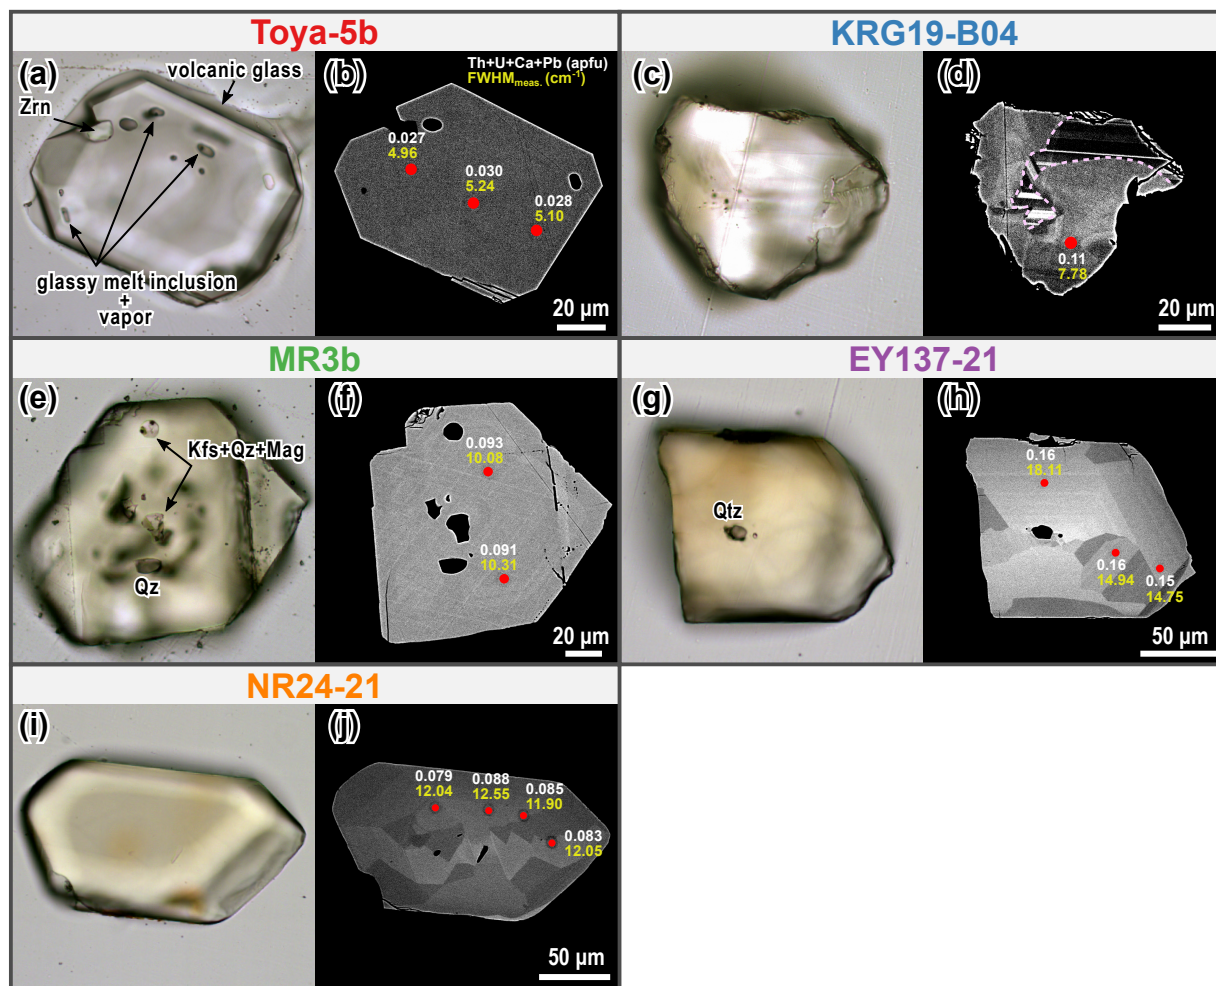 Toya-5b
KRG19-B04
(a)
volcanic glass
Zrn
glassy melt inclusion
+
vapor
(b)
Th+U+Ca+Pb (apfu)
FWHMmeas. (cm⁻¹)
0.027
4.96
0.030
5.24
0.028
5.10
20 µm
(c)
(d)
0.11
7.78
20 µm
MR3b
EY137-21
(e)
Kfs+Qz+Mag
Qz
(f)
0.093
10.08
0.091
10.31
20 µm
(g)
Qtz
(h)
0.16
18.11
0.16
14.94
0.15
14.75
50 µm
NR24-21
(i)
(j)
0.079
12.04
0.088
12.55
0.085
11.90
0.083
12.05
50 µm